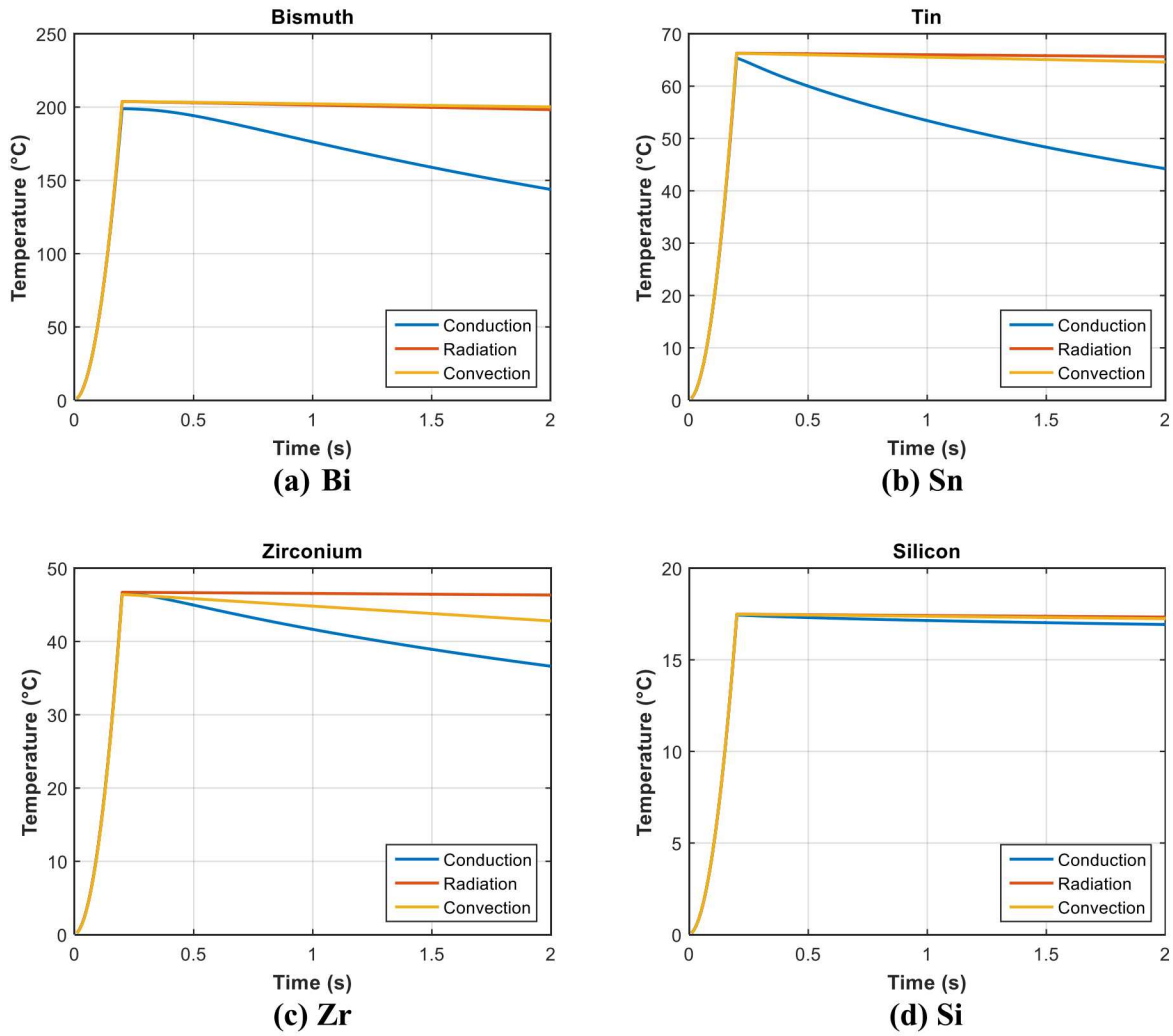 Bismuth
250
200
150
100
50
0
Temperature (°C)
Conduction
Radiation
Convection
0 0.5 1 1.5 2
Time (s)
(a) Bi
Tin
70
60
50
40
30
20
10
0
Temperature (°C)
Conduction
Radiation
Convection
0 0.5 1 1.5 2
Time (s)
(b) Sn
Zirconium
50
40
30
20
10
0
Temperature (°C)
Conduction
Radiation
Convection
0 0.5 1 1.5 2
Time (s)
(c) Zr
Silicon
20
15
10
5
0
Temperature (°C)
Conduction
Radiation
Convection
0 0.5 1 1.5 2
Time (s)
(d) Si